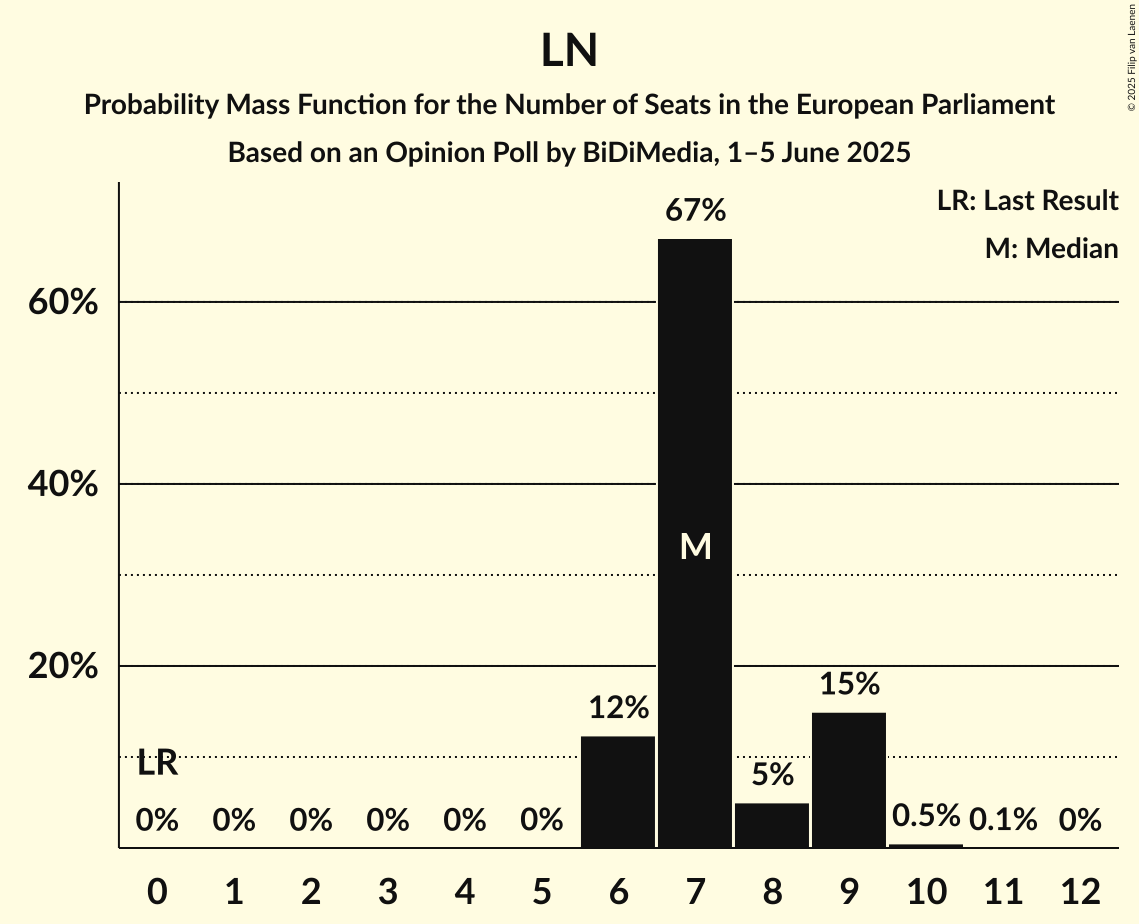 LN
Probability Mass Function for the Number of Seats in the European Parliament
Based on an Opinion Poll by BiDiMedia, 1–5 June 2025
© 2025 Filip van Laenen
LR: Last Result
M: Median
67%
60%
40%
M
20%
15%
12%
LR
5%
0% 0% 0% 0% 0% 0% 0.5% 0.1% 0%
0 1 2 3 4 5 6 7 8 9 10 11 12